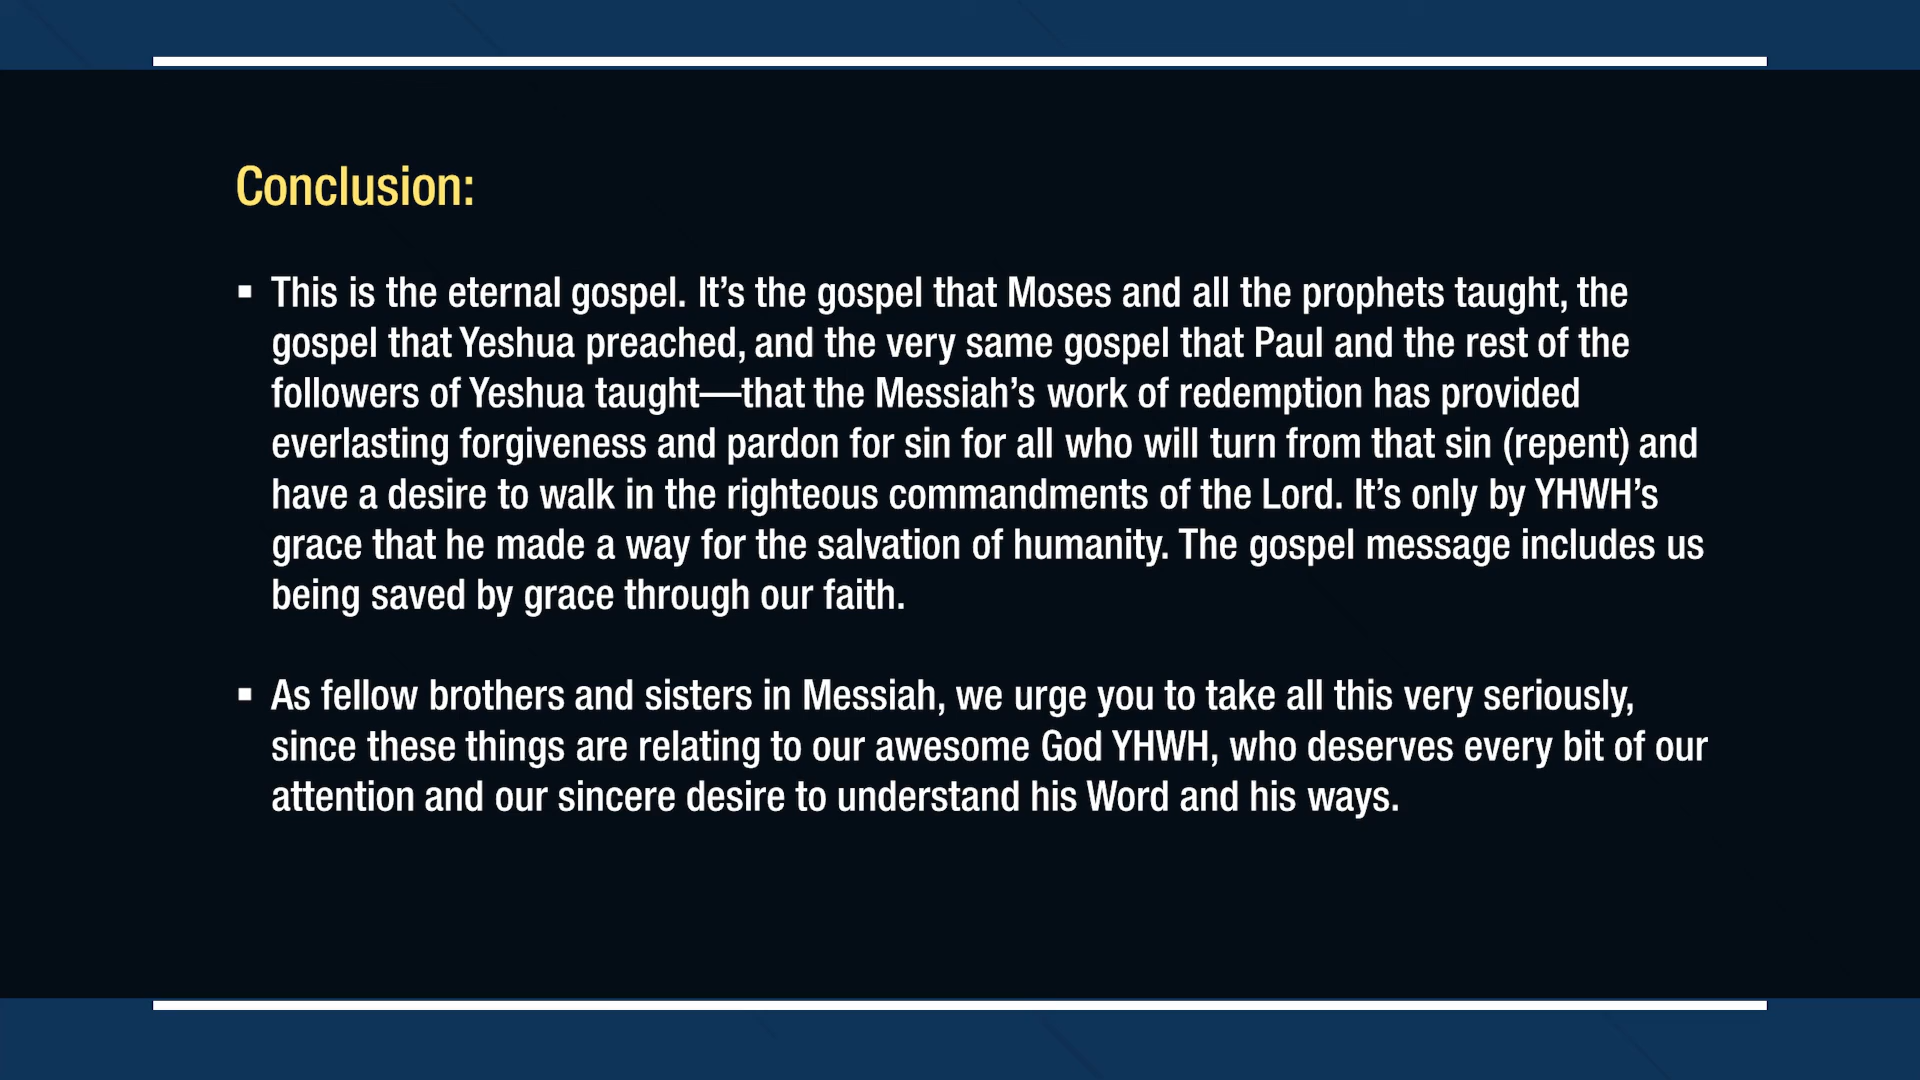 Conclusion:
▪ This is the eternal gospel. It’s the gospel that Moses and all the prophets taught, the
gospel that Yeshua preached, and the very same gospel that Paul and the rest of the
followers of Yeshua taught—that the Messiah’s work of redemption has provided
everlasting forgiveness and pardon for sin for all who will turn from that sin (repent) and
have a desire to walk in the righteous commandments of the Lord. It’s only by YHWH’s
grace that he made a way for the salvation of humanity. The gospel message includes us
being saved by grace through our faith.
▪ As fellow brothers and sisters in Messiah, we urge you to take all this very seriously,
since these things are relating to our awesome God YHWH, who deserves every bit of our
attention and our sincere desire to understand his Word and his ways.